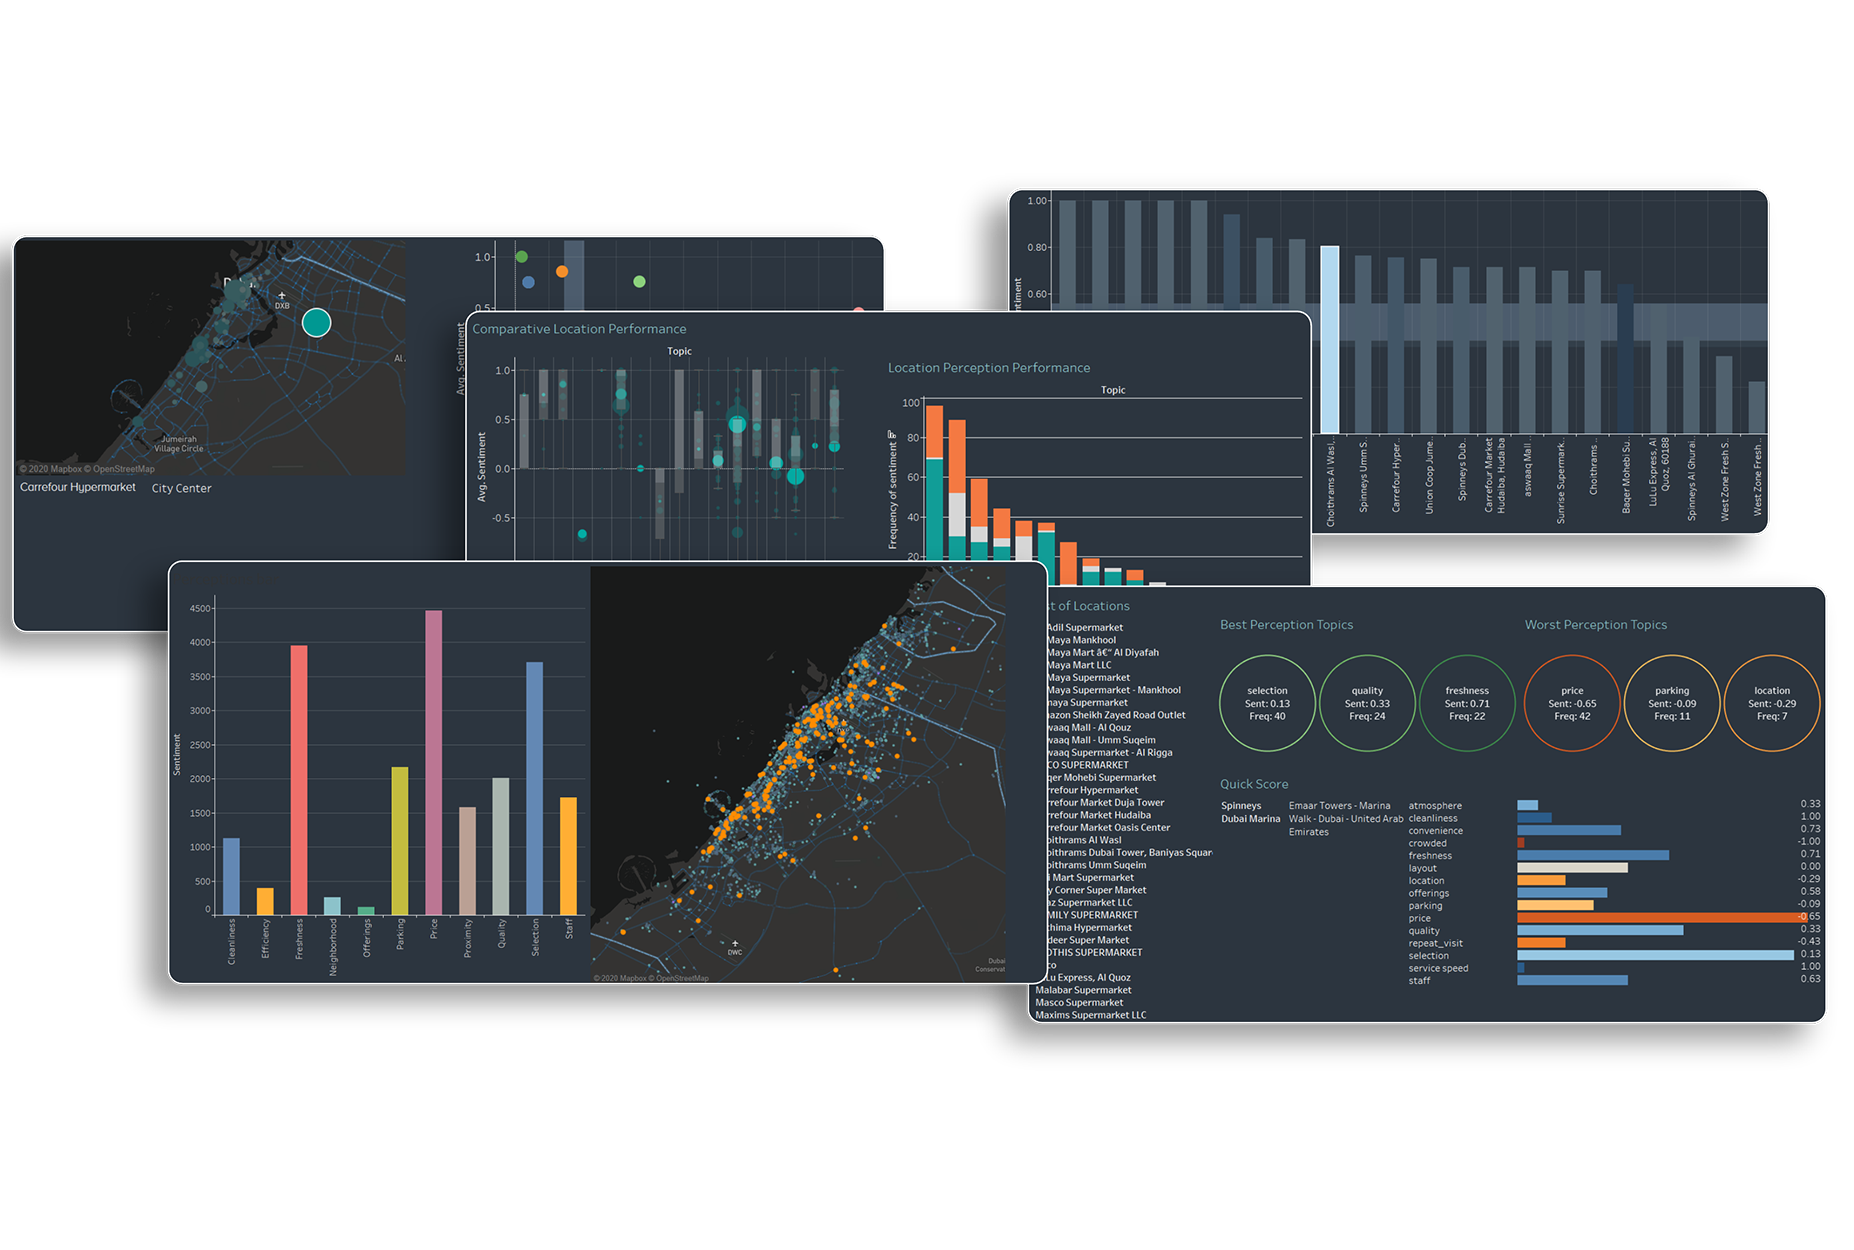 DXB
Al .
Jumeirah
Village Circle
© 2020 Mapbox © OpenStreetMap
Carrefour Hypermarket
City Center
1.0
0.5
Avg. Sentiment
1.00
0.80
0.60
Choithrams Al Wasl,..
Spinneys Umm S..
Carrefour Hyper..
Union Coop Jume..
Spinneys Dub..
Carrefour Market
Hudaiba, Hudaiba
aswaaq Mall ..
Sunrise Supermark..
Choithrams ..
Baqer Mohebi Su..
LuLu Express, Al
Quoz, 60188
Spinneys Al Ghurai..
West Zone Fresh S..
West Zone Fresh ..
Comparative Location Performance
Topic
1.0
0.5
0.0
-0.5
Avg. Sentiment
Location Perception Performance
Topic
100
80
60
40
20
Frequency of sentiment
4500
4000
3500
3000
2500
2000
1500
1000
500
0
Sentiment
Cleanliness
Efficiency
Freshness
Neighborhood
Offerings
Parking
Price
Proximity
Quality
Selection
Staff
DWC
Dubai
Conservat
© 2020 Mapbox © OpenStreetMap
st of Locations
Adil Supermarket
Maya Mankhool
Maya Mart â€“ Al Diyafah
Maya Mart LLC
Maya Supermarket
Maya Supermarket - Mankhool
maya Supermarket
azon Sheikh Zayed Road Outlet
vaaq Mall - Al Qouz
vaaq Mall - Umm Suqeim
vaaq Supermarket - Al Rigga
CO SUPERMARKET
qer Mohebi Supermarket
rrefour Hypermarket
rrefour Market Duja Tower
rrefour Market Hudaiba
rrefour Market Oasis Center
oithrams Al Wasl
oithrams Dubai Tower, Baniyas Squar
oithrams Umm Suqeim
i Mart Supermarket
y Corner Super Market
z Supermarket LLC
MILY SUPERMARKET
thima Hypermarket
deer Super Market
OTHIS SUPERMARKET
co
Lu Express, Al Quoz
Malabar Supermarket
Masco Supermarket
Maxims Supermarket LLC
Best Perception Topics
selection
Sent: 0.13
Freq: 40
quality
Sent: 0.33
Freq: 24
freshness
Sent: 0.71
Freq: 22
Worst Perception Topics
price
Sent: -0.65
Freq: 42
parking
Sent: -0.09
Freq: 11
location
Sent: -0.29
Freq: 7
Quick Score
Spinneys
Dubai Marina
Emaar Towers - Marina
Walk - Dubai - United Arab
Emirates
atmosphere 0.33
cleanliness 1.00
convenience 0.73
crowded -1.00
freshness 0.71
layout 0.00
location -0.29
offerings 0.58
parking -0.09
price -0.65
quality 0.33
repeat_visit -0.43
selection 0.13
service speed 1.00
staff 0.63